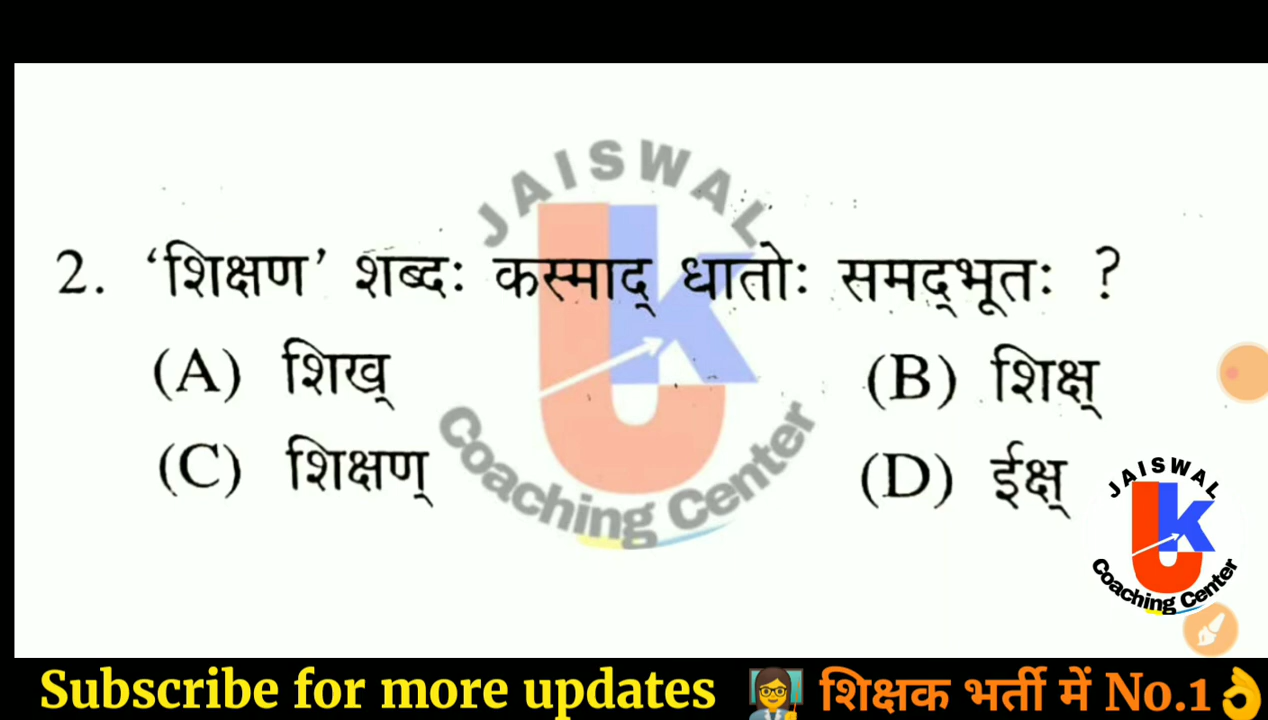 JAISWAL
2. ‘शिक्षण’ शब्दः कस्माद् धातोः समद्भूतः ?
(A) शिख्
(B) शिक्ष्
(C) शिक्षण्
(D) ईक्ष्
Coaching Center
JAISWAL
JK
Coaching Center
Subscribe for more updates
शिक्षक भर्ती में No.1